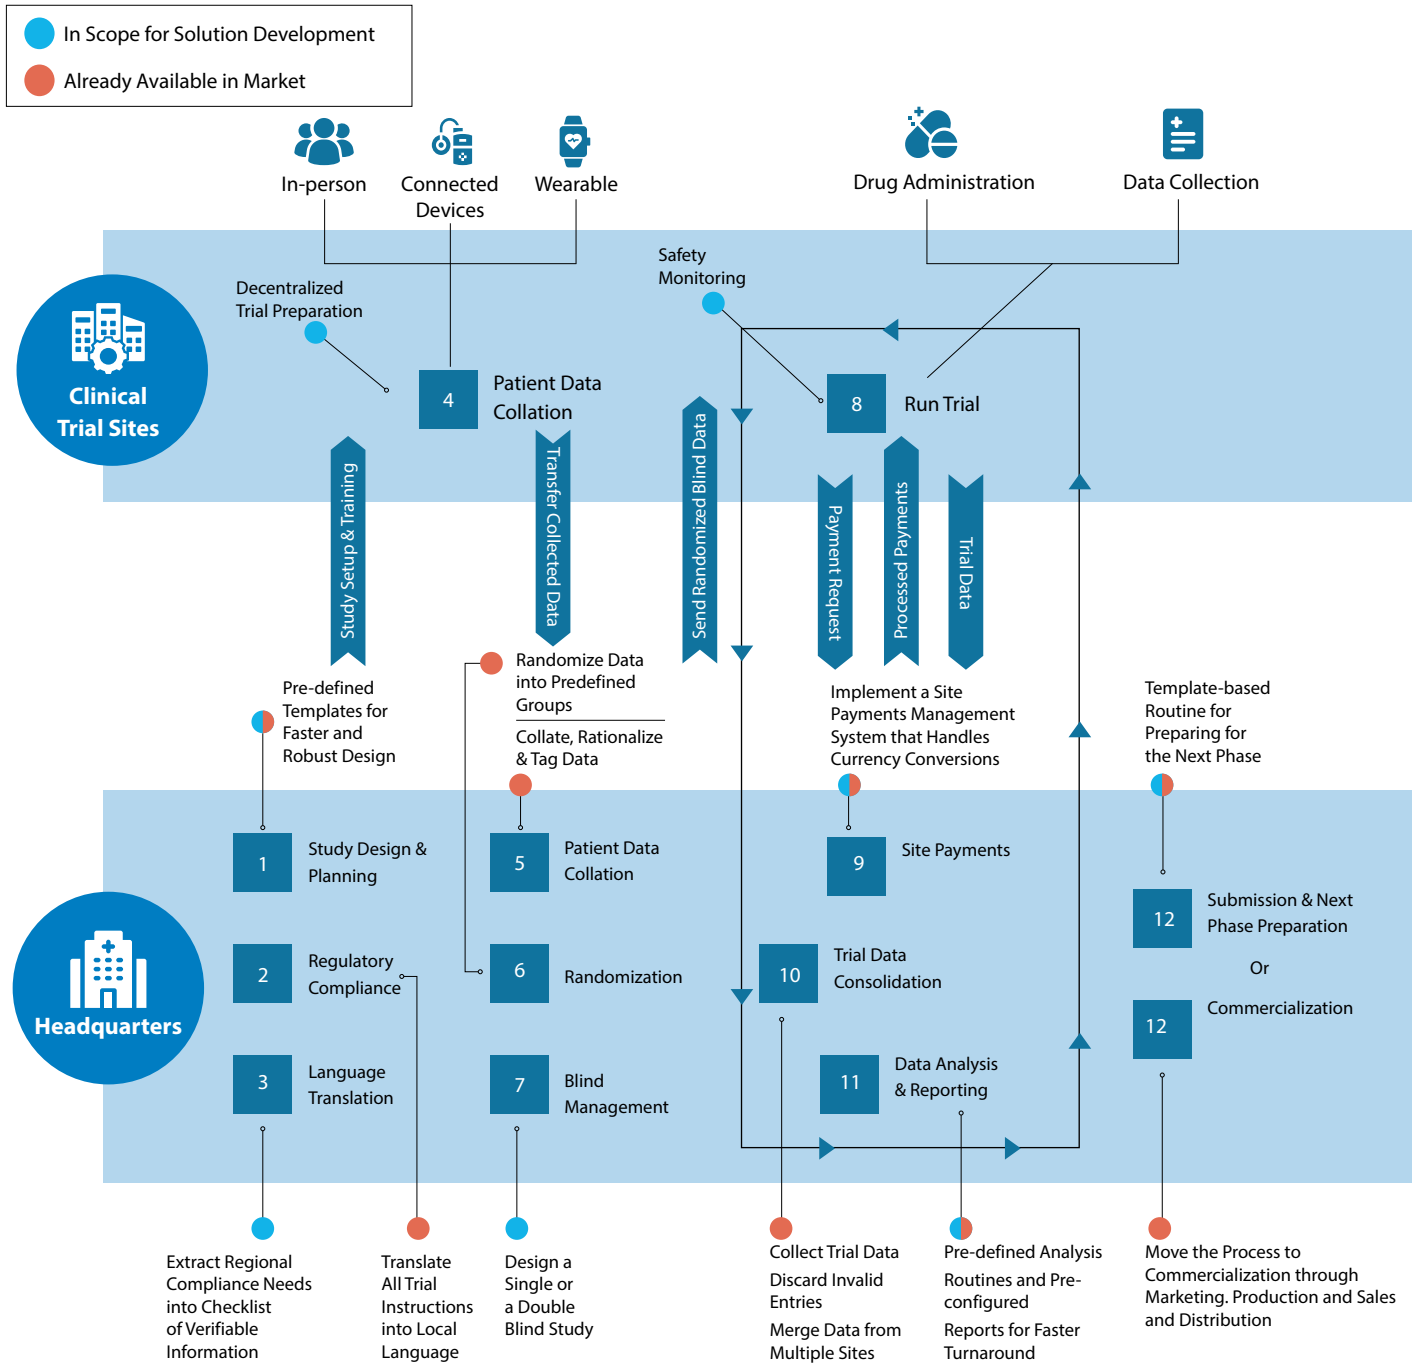 In Scope for Solution Development
Already Available in Market
In-person
Connected
Devices
Wearable
Drug Administration
Data Collection
Clinical
Trial Sites
Decentralized
Trial Preparation
Safety
Monitoring
4
Patient Data
Collation
8
Run Trial
Study Setup & Training
Transfer Collected Data
Send Randomized Blind Data
Payment Request
Processed Payments
Trial Data
Pre-defined
Templates for
Faster and
Robust Design
Randomize Data
into Predefined
Groups
Collate, Rationalize
& Tag Data
Implement a Site
Payments Management
System that Handles
Currency Conversions
Template-based
Routine for
Preparing for
the Next Phase
Headquarters
1
Study Design &
Planning
2
Regulatory
Compliance
3
Language
Translation
5
Patient Data
Collation
6
Randomization
7
Blind
Management
9
Site Payments
10
Trial Data
Consolidation
11
Data Analysis
& Reporting
12
Submission & Next
Phase Preparation
Or
12
Commercialization
Extract Regional
Compliance Needs
into Checklist
of Verifiable
Information
Translate
All Trial
Instructions
into Local
Language
Design a
Single or
a Double
Blind Study
Collect Trial Data
Discard Invalid
Entries
Merge Data from
Multiple Sites
Pre-defined Analysis
Routines and Pre-
configured
Reports for Faster
Turnaround
Move the Process to
Commercialization through
Marketing. Production and Sales
and Distribution